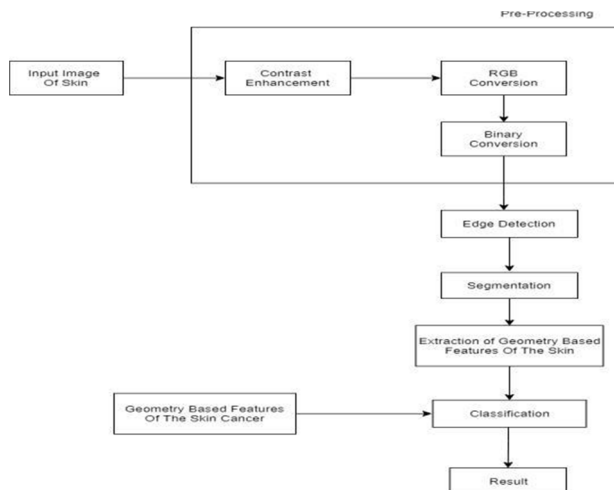 Pre-Processing
Input Image
Of Skin
Contrast
Enhancement
RGB
Conversion
Binary
Conversion
Edge Detection
Segmentation
Extraction of Geometry Based
Features Of The Skin
Geometry Based Features
Of The Skin Cancer
Classification
Result